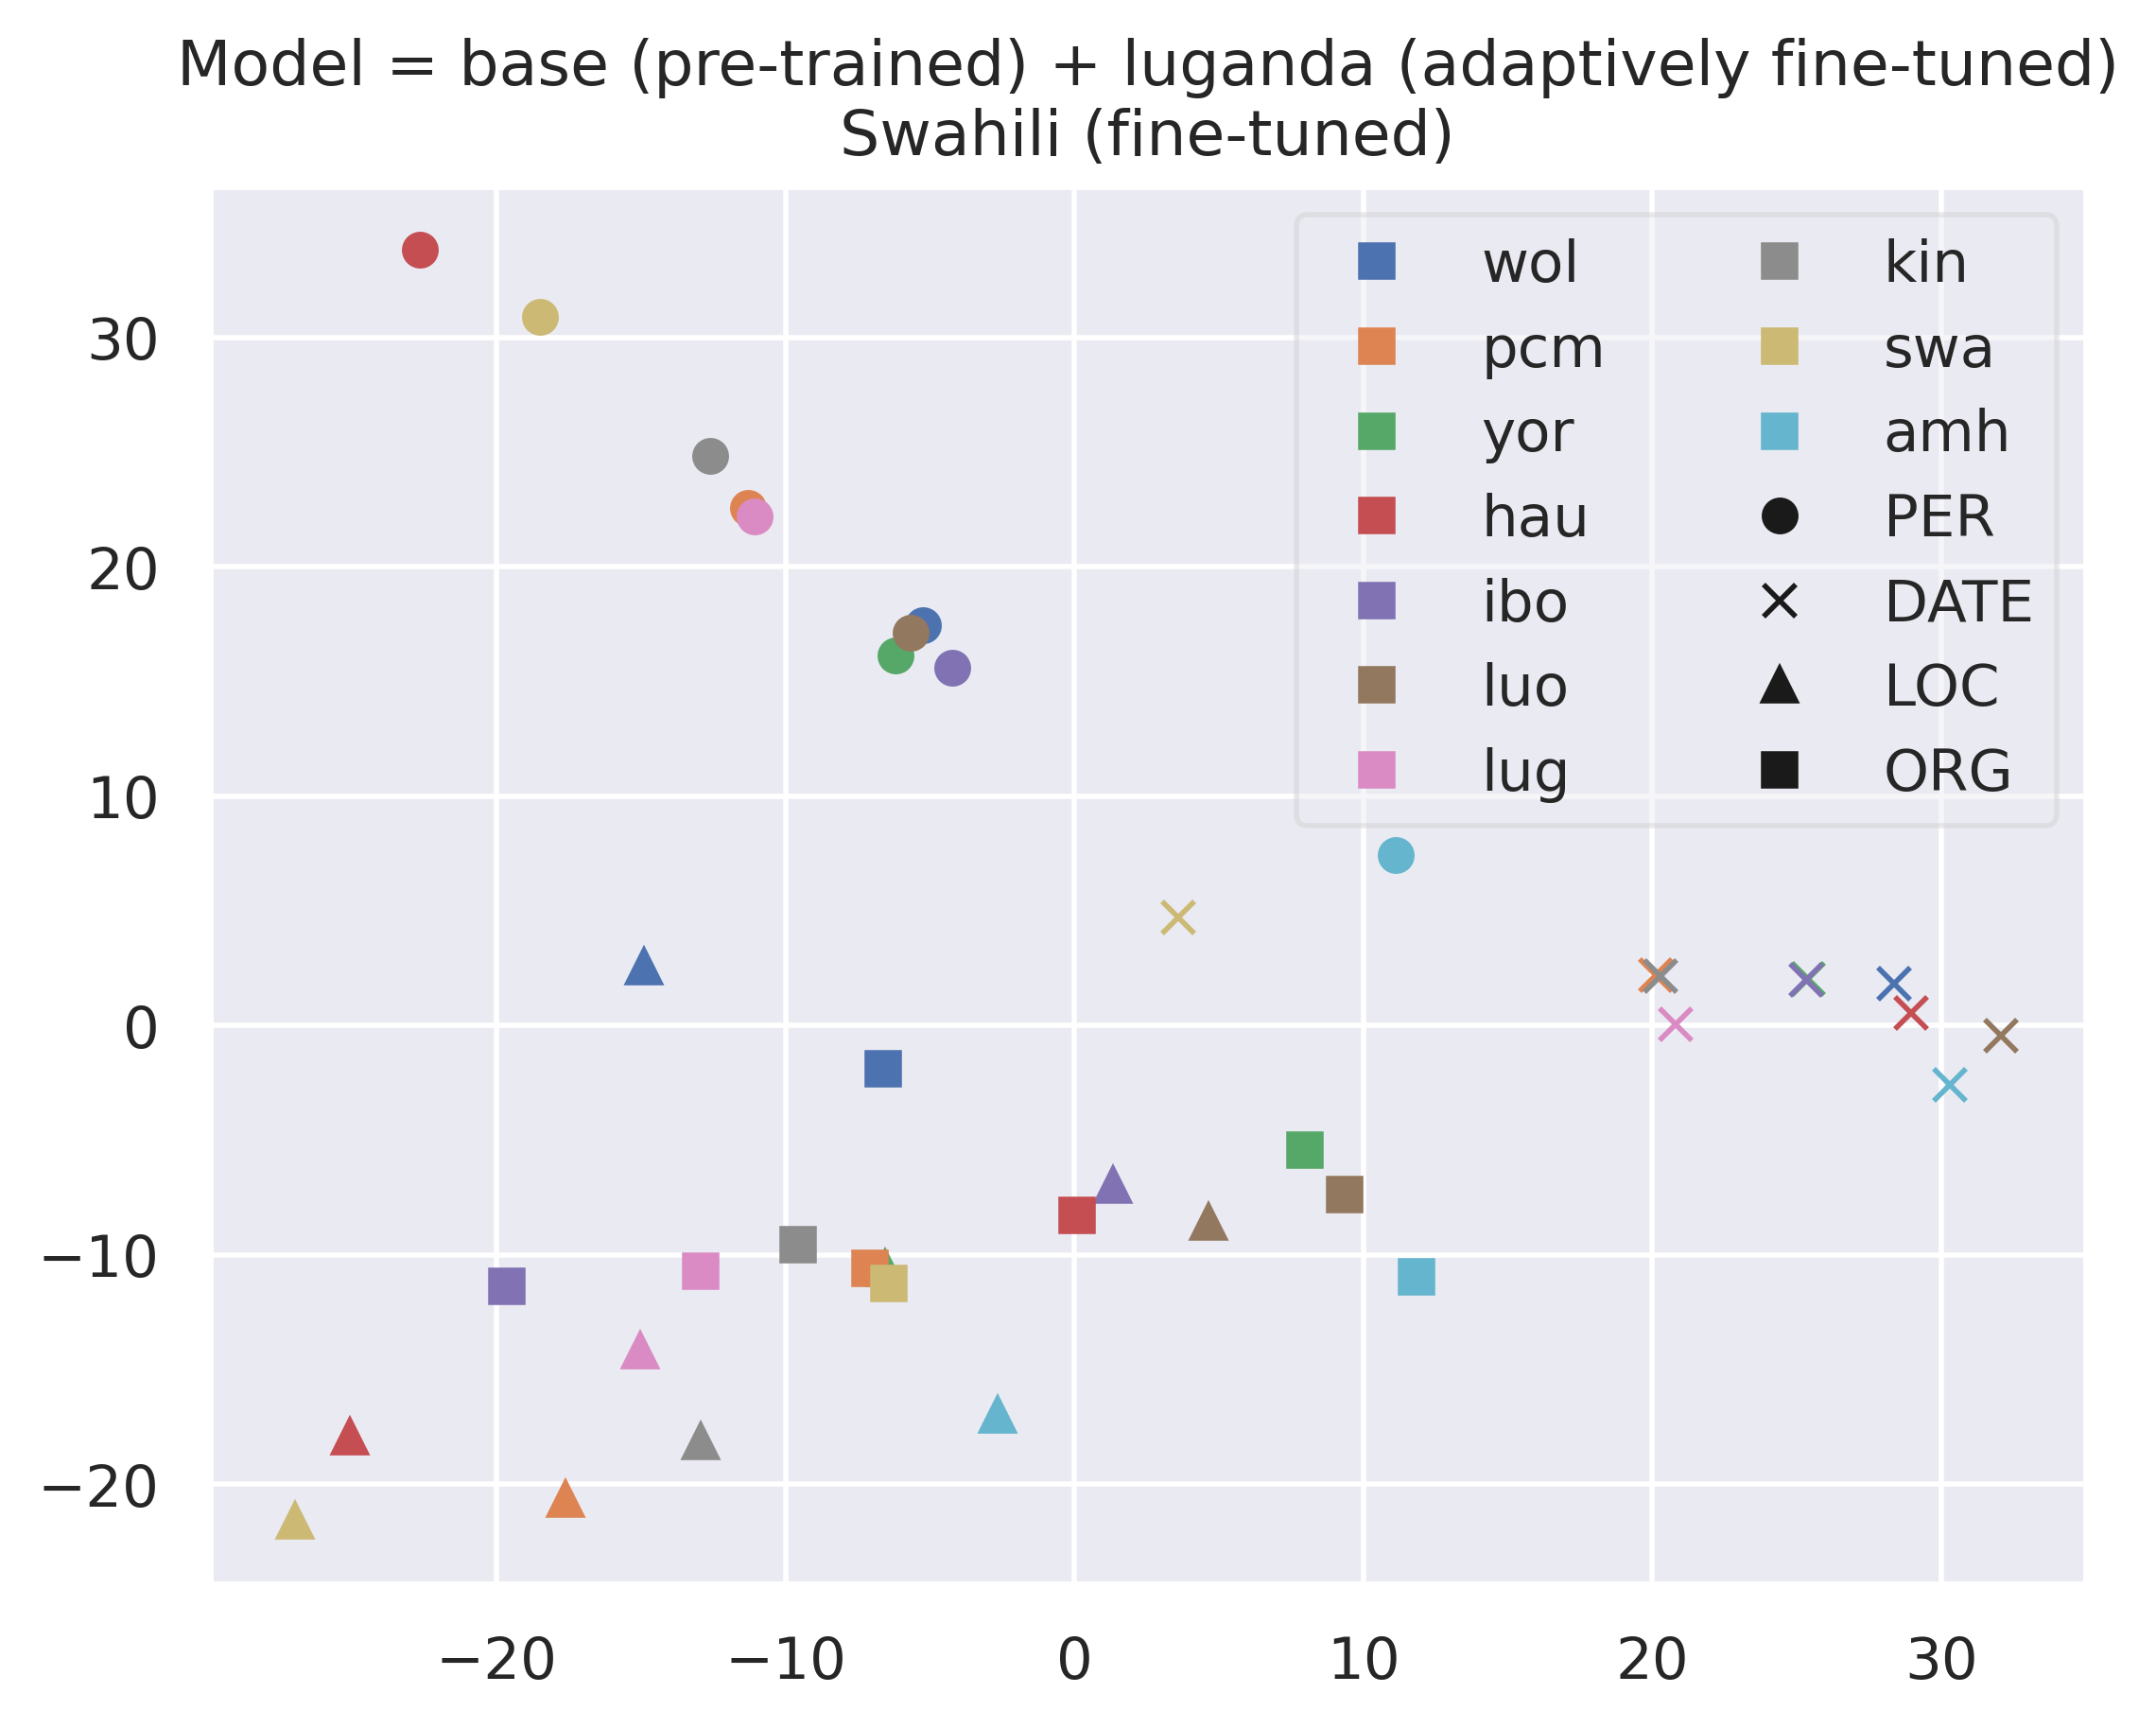 Model = base (pre-trained) + luganda (adaptively fine-tuned)
Swahili (fine-tuned)
wol
pcm
yor
hau
ibo
luo
lug
kin
swa
amh
PER
DATE
LOC
ORG
30
20
10
0
−10
−20
−20
−10
0
10
20
30